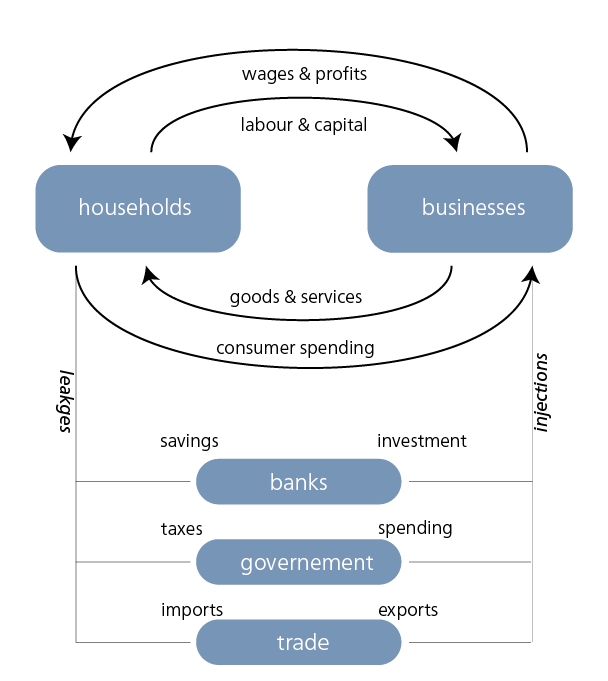 wages & profits
labour & capital
households
businesses
goods & services
consumer spending
leakges
injections
savings
investment
banks
taxes
spending
governement
imports
exports
trade